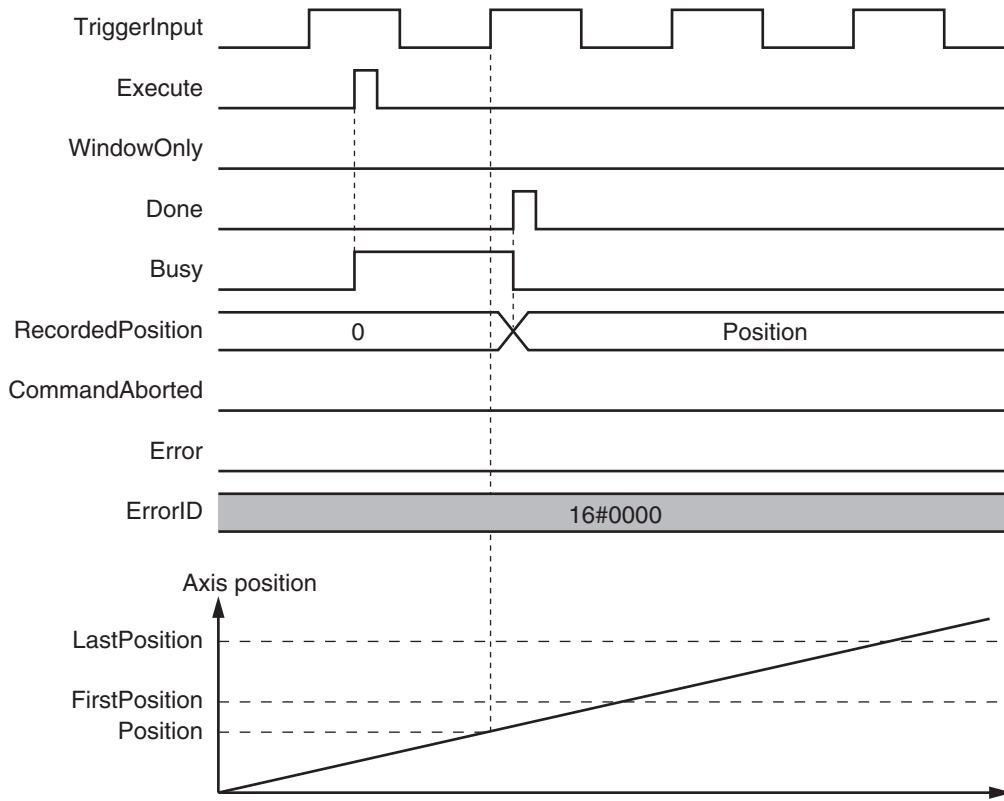 TriggerInput
Execute
WindowOnly
Done
Busy
RecordedPosition
0
Position
CommandAborted
Error
ErrorID
16#0000
Axis position
LastPosition
FirstPosition
Position